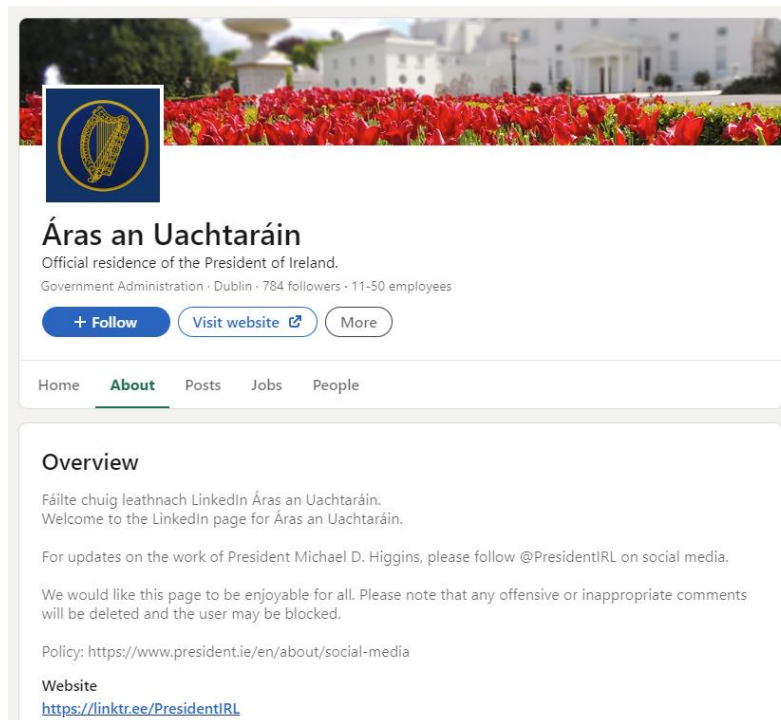 Áras an Uachtaráin
Official residence of the President of Ireland.
Government Administration · Dublin · 784 followers · 11-50 employees
+ Follow Visit website More
Home About Posts Jobs People
Overview
Fáilte chuig leathnach LinkedIn Áras an Uachtaráin.
Welcome to the LinkedIn page for Áras an Uachtaráin.
For updates on the work of President Michael D. Higgins, please follow @PresidentIRL on social media.
We would like this page to be enjoyable for all. Please note that any offensive or inappropriate comments
will be deleted and the user may be blocked.
Policy: https://www.president.ie/en/about/social-media
Website
https://linktr.ee/PresidentIRL